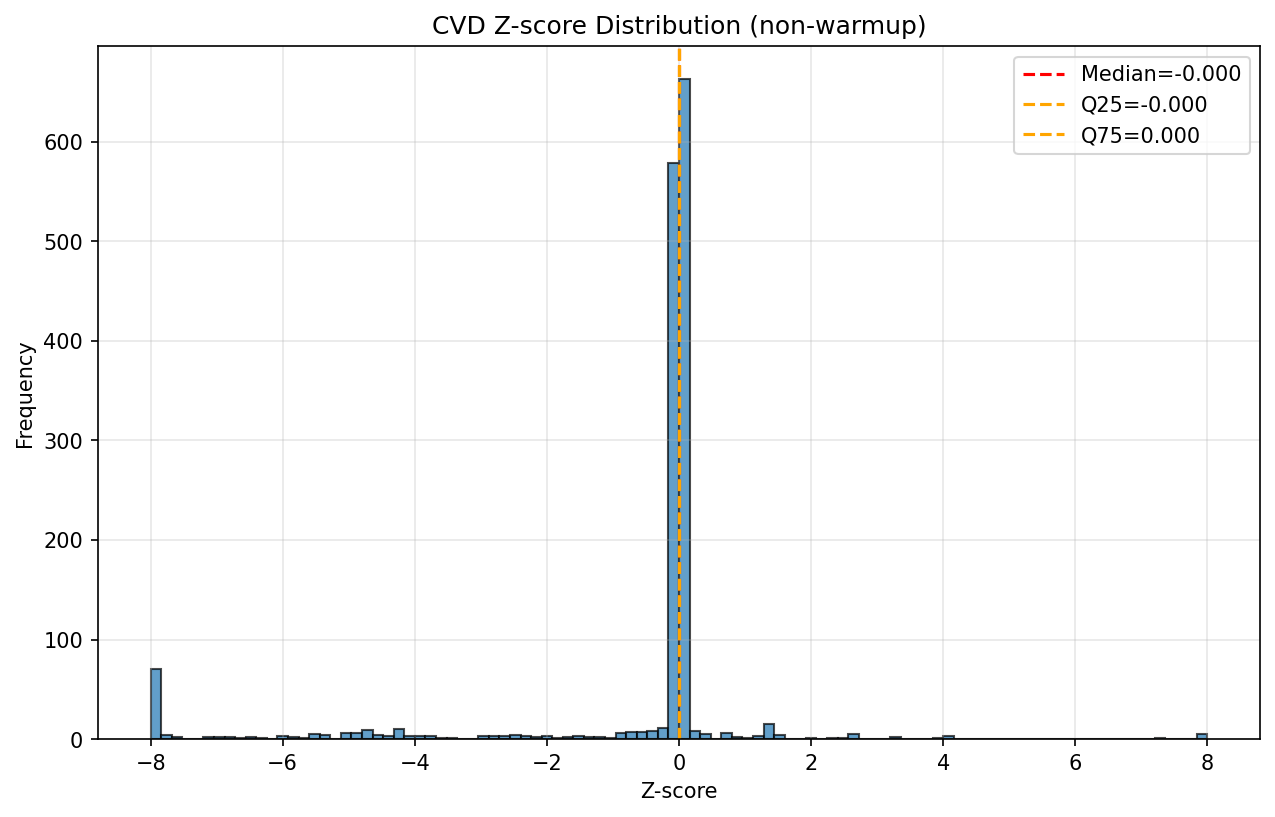 CVD Z-score Distribution (non-warmup)
Median=-0.000
Q25=-0.000
Q75=0.000
Frequency
600
500
400
300
200
100
0
−8 −6 −4 −2 0 2 4 6 8
Z-score